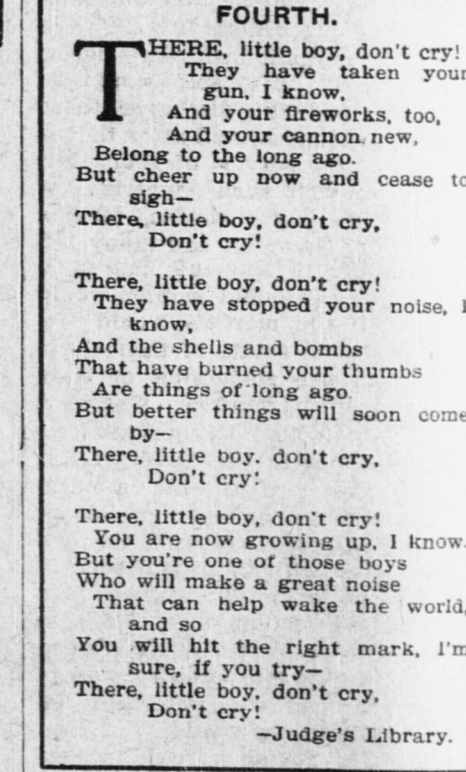 FOURTH.
THERE, little boy, don't cry!
They have taken your
gun, I know,
And your fireworks, too,
And your cannon new,
Belong to the long ago.
But cheer up now and cease to
sigh—
There, little boy, don't cry,
Don't cry!
There, little boy, don't cry!
They have stopped your noise, I
know,
And the shells and bombs
That have burned your thumbs
Are things of long ago.
But better things will soon come
by—
There, little boy. don't cry,
Don't cry!
There, little boy, don't cry!
You are now growing up, I know.
But you're one of those boys
Who will make a great noise
That can help wake the world,
and so
You will hit the right mark, I'm
sure, if you try—
There, little boy, don't cry,
Don't cry!
—Judge's Library.